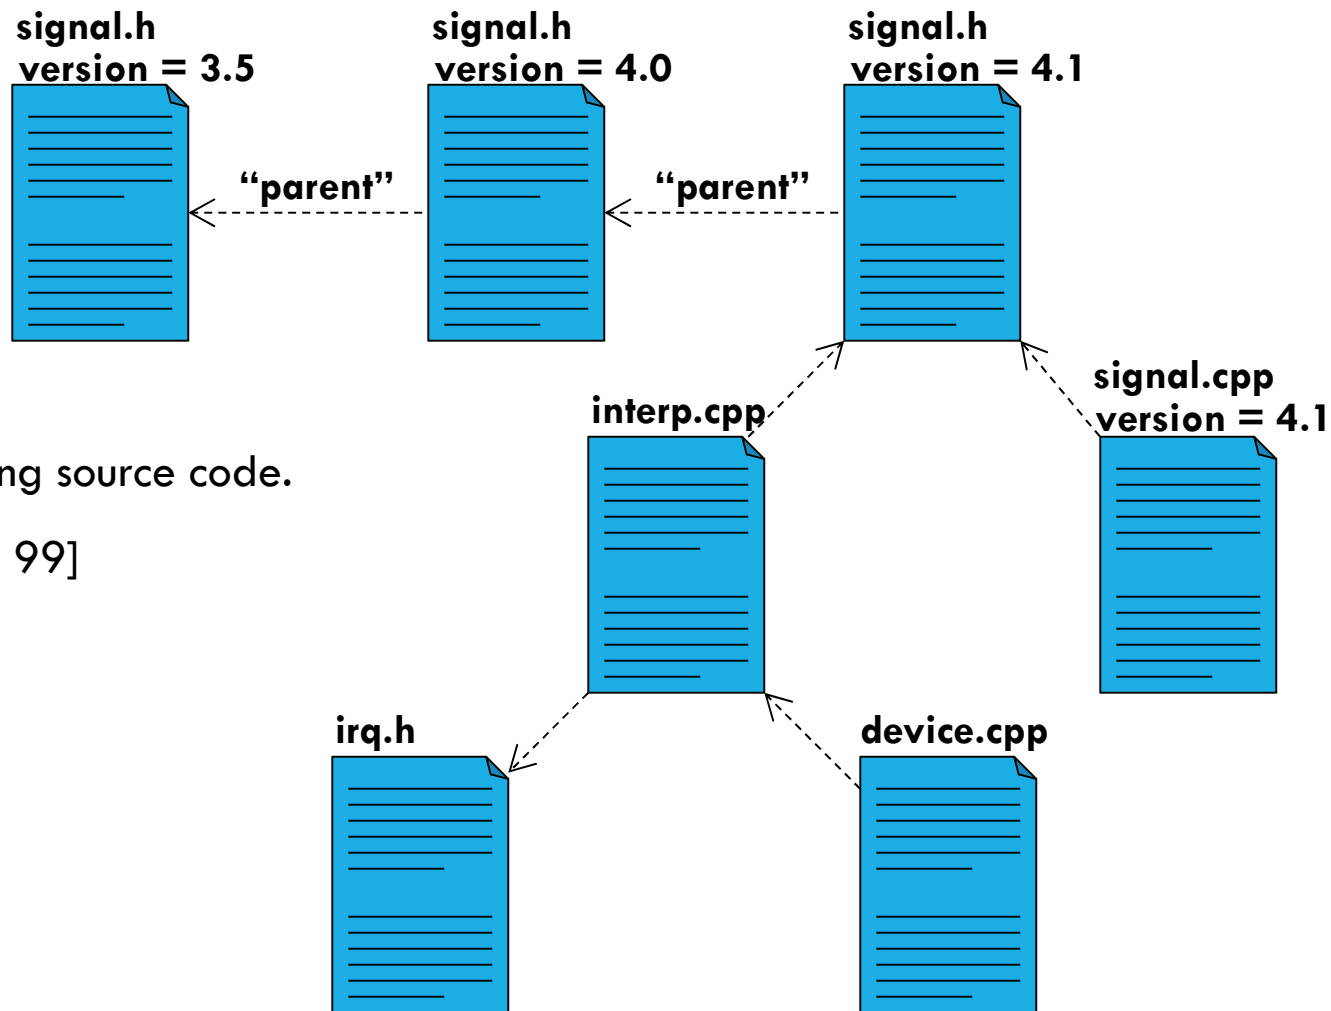 signal.h
version = 3.5
signal.h
version = 4.0
signal.h
version = 4.1
“parent”
“parent”
signal.cpp
version = 4.1
interp.cpp
ng source code.
99]
irq.h
device.cpp